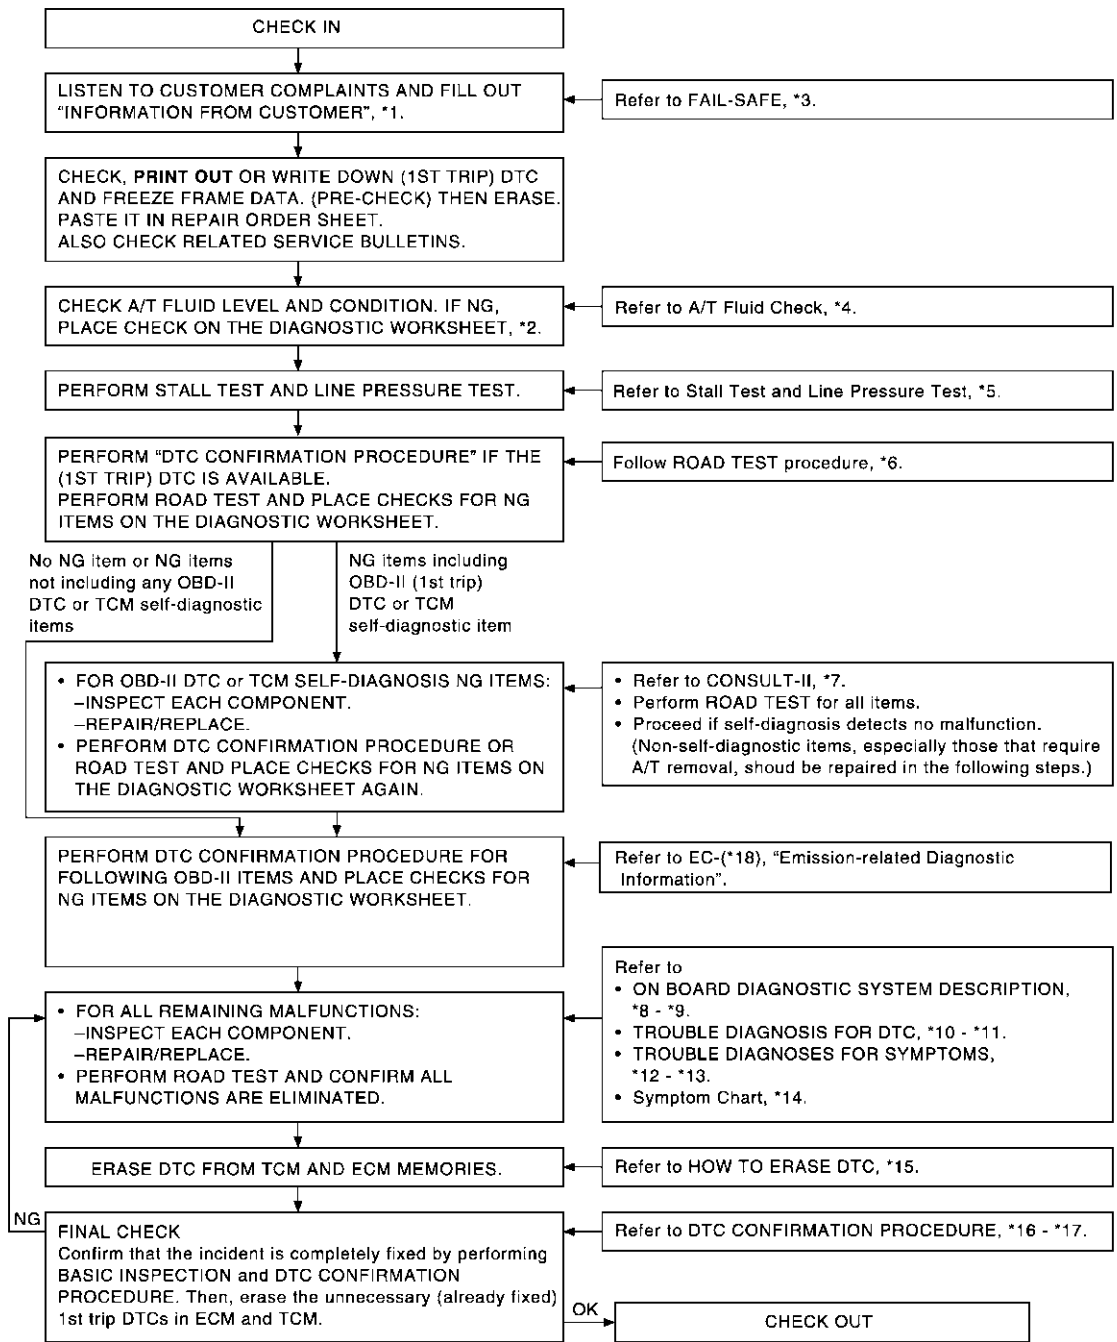 CHECK IN
LISTEN TO CUSTOMER COMPLAINTS AND FILL OUT
"INFORMATION FROM CUSTOMER", *1.
Refer to FAIL-SAFE, *3.
CHECK, PRINT OUT OR WRITE DOWN (1ST TRIP) DTC
AND FREEZE FRAME DATA. (PRE-CHECK) THEN ERASE.
PASTE IT IN REPAIR ORDER SHEET.
ALSO CHECK RELATED SERVICE BULLETINS.
CHECK A/T FLUID LEVEL AND CONDITION. IF NG,
PLACE CHECK ON THE DIAGNOSTIC WORKSHEET, *2.
Refer to A/T Fluid Check, *4.
PERFORM STALL TEST AND LINE PRESSURE TEST.
Refer to Stall Test and Line Pressure Test, *5.
PERFORM "DTC CONFIRMATION PROCEDURE" IF THE
(1ST TRIP) DTC IS AVAILABLE.
PERFORM ROAD TEST AND PLACE CHECKS FOR NG
ITEMS ON THE DIAGNOSTIC WORKSHEET.
Follow ROAD TEST procedure, *6.
No NG item or NG items
not including any OBD-II
DTC or TCM self-diagnostic
items
NG items including
OBD-II (1st trip)
DTC or TCM
self-diagnostic item
• FOR OBD-II DTC or TCM SELF-DIAGNOSIS NG ITEMS:
–INSPECT EACH COMPONENT.
–REPAIR/REPLACE.
• PERFORM DTC CONFIRMATION PROCEDURE OR
ROAD TEST AND PLACE CHECKS FOR NG ITEMS ON
THE DIAGNOSTIC WORKSHEET AGAIN.
• Refer to CONSULT-II, *7.
• Perform ROAD TEST for all items.
• Proceed if self-diagnosis detects no malfunction.
(Non-self-diagnostic items, especially those that require
A/T removal, shoud be repaired in the following steps.)
PERFORM DTC CONFIRMATION PROCEDURE FOR
FOLLOWING OBD-II ITEMS AND PLACE CHECKS FOR
NG ITEMS ON THE DIAGNOSTIC WORKSHEET.
Refer to EC-(*18), "Emission-related Diagnostic
Information".
• FOR ALL REMAINING MALFUNCTIONS:
–INSPECT EACH COMPONENT.
–REPAIR/REPLACE.
• PERFORM ROAD TEST AND CONFIRM ALL
MALFUNCTIONS ARE ELIMINATED.
Refer to
• ON BOARD DIAGNOSTIC SYSTEM DESCRIPTION,
*8 - *9.
• TROUBLE DIAGNOSIS FOR DTC, *10 - *11.
• TROUBLE DIAGNOSES FOR SYMPTOMS,
*12 - *13.
• Symptom Chart, *14.
ERASE DTC FROM TCM AND ECM MEMORIES.
Refer to HOW TO ERASE DTC, *15.
NG
FINAL CHECK
Confirm that the incident is completely fixed by performing
BASIC INSPECTION and DTC CONFIRMATION
PROCEDURE. Then, erase the unnecessary (already fixed)
1st trip DTCs in ECM and TCM.
Refer to DTC CONFIRMATION PROCEDURE, *16 - *17.
OK
CHECK OUT